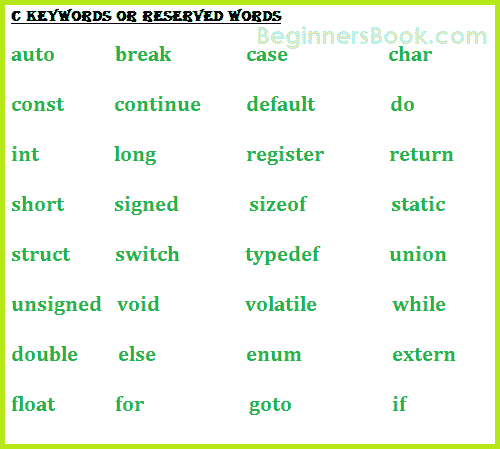 C KEYWORDS OR RESERVED WORDS
BeginnersBook.com
auto break case char
const continue default do
int long register return
short signed sizeof static
struct switch typedef union
unsigned void volatile while
double else enum extern
float for goto if